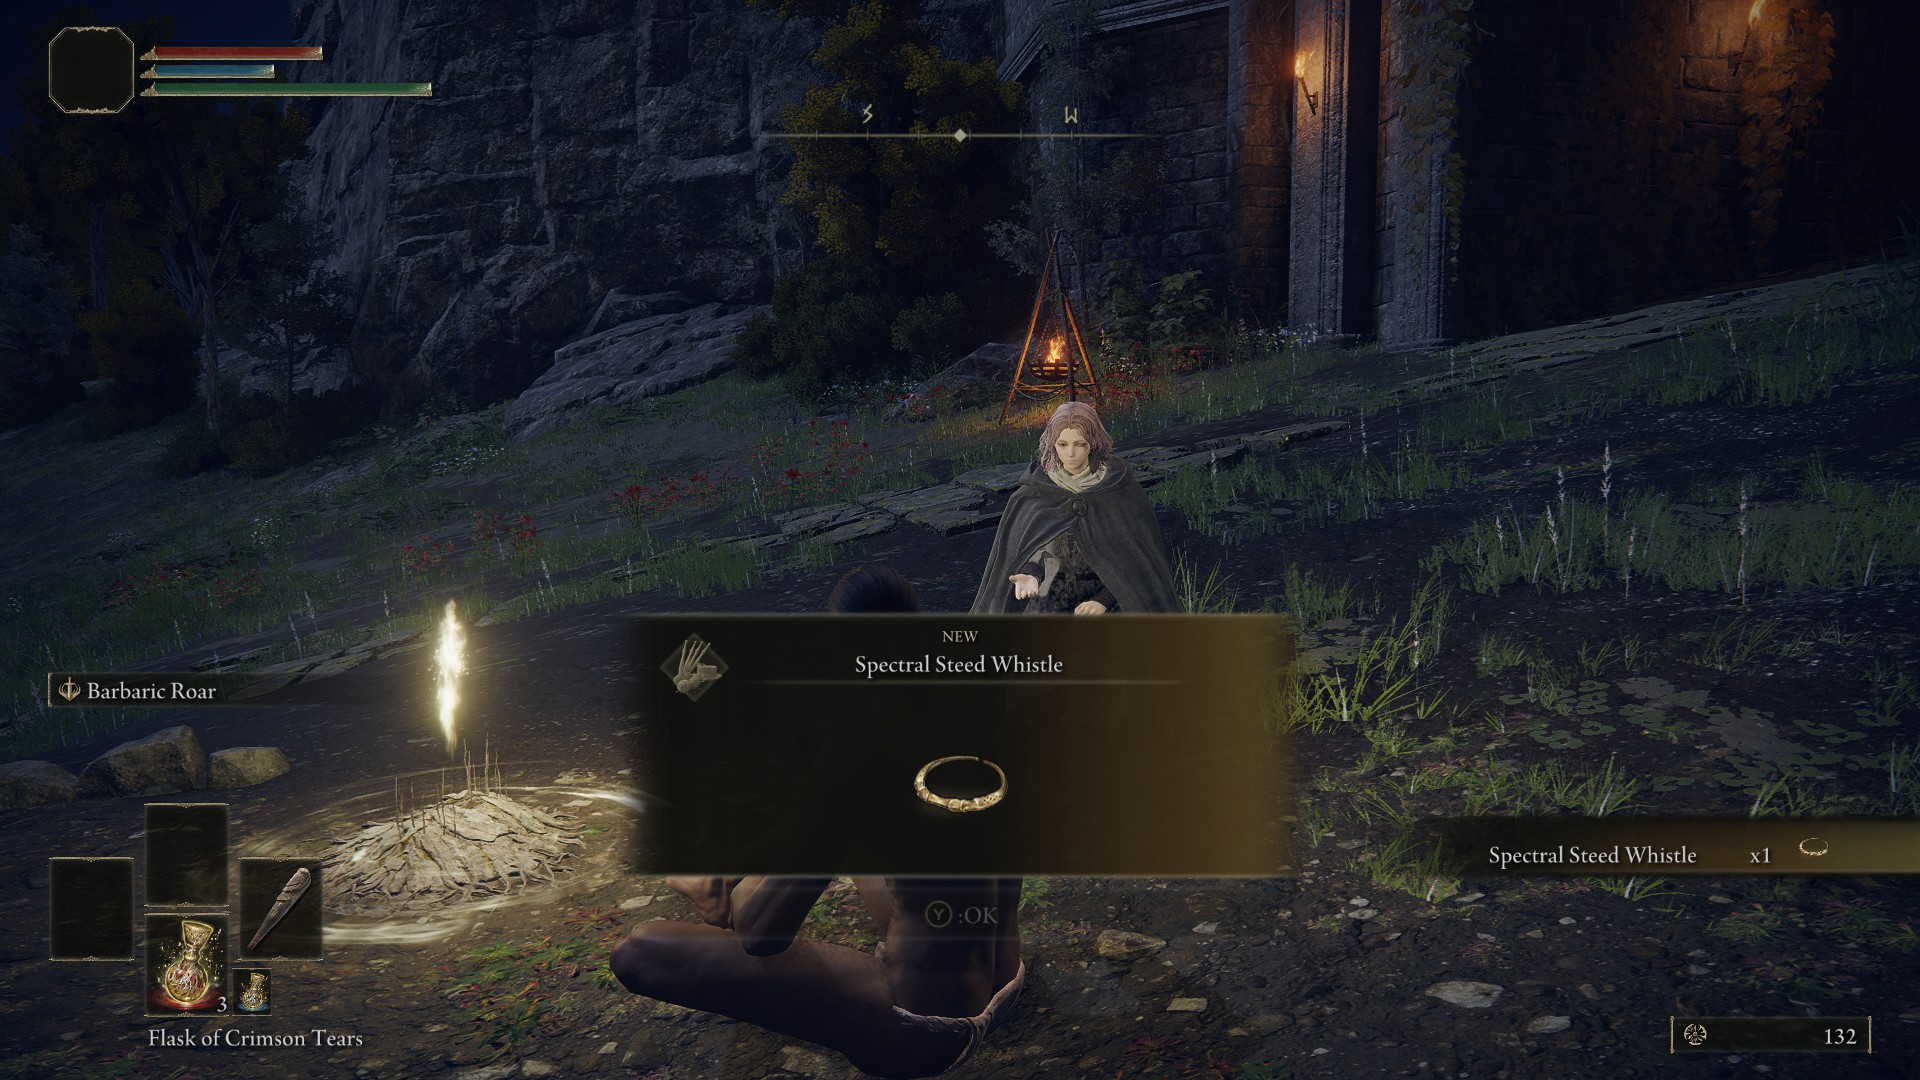 S W
NEW
Spectral Steed Whistle
Barbaric Roar
Spectral Steed Whistle x1
Y :OK
3
Flask of Crimson Tears
132